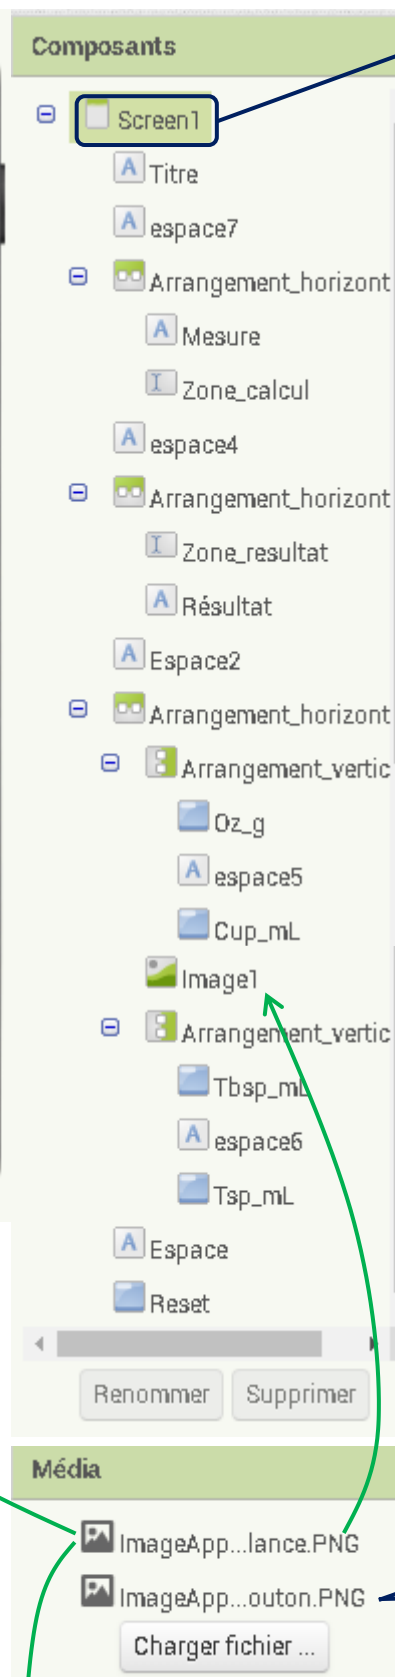 Composants
Screen1
Titre
espace7
Arrangement_horizont
Mesure
Zone_calcul
espace4
Arrangement_horizont
Zone_resultat
Résultat
Espace2
Arrangement_horizont
Arrangement_vertic
Oz_g
espace5
Cup_mL
Image1
Arrangement_vertic
Tbsp_mL
espace6
Tsp_mL
Espace
Reset
Renommer Supprimer
Média
ImageApp...lance.PNG
ImageApp...outon.PNG
Charger fichier ...